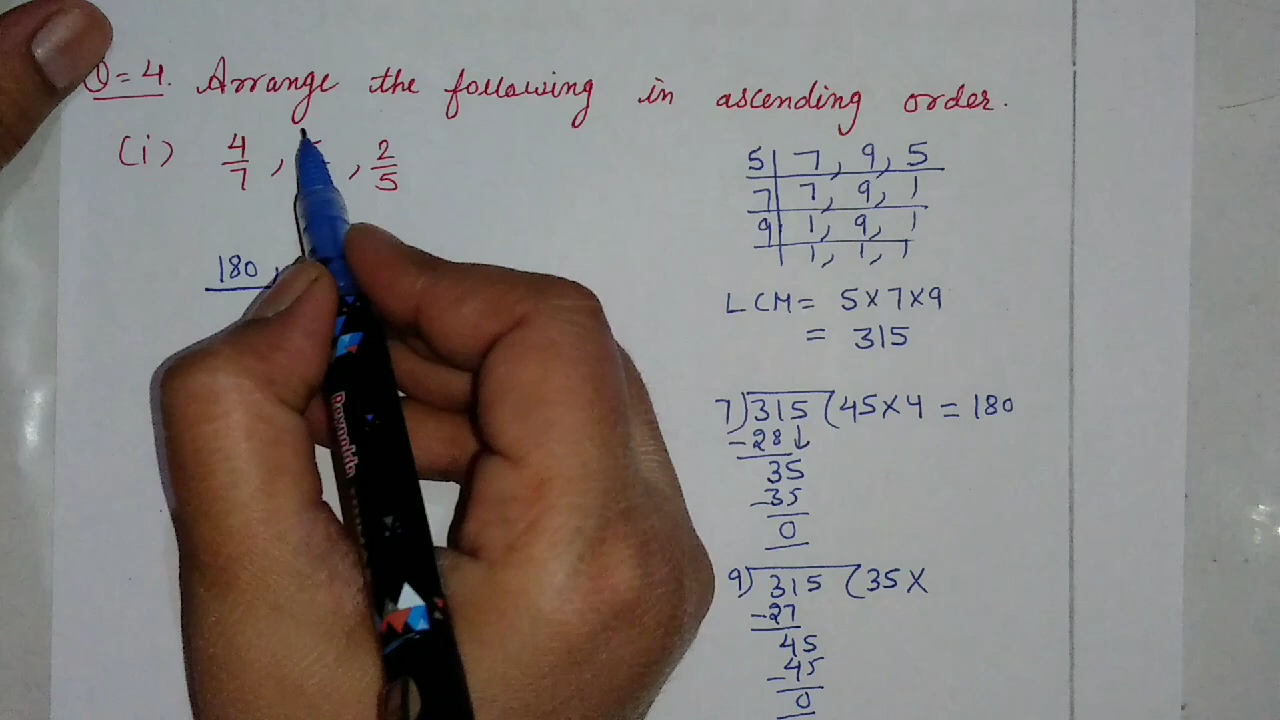 Q=4. Arrange the following in ascending order.
(i) 4/7, , 2/5
180,
5 | 7, 9, 5
7 | 7, 9, 1
9 | 1, 9, 1
| 1, 1, 1
LCM = 5×7×9
= 315
7)315(45×4 = 180
-28↓
35
-35
0
9)315(35×
-27
45
-45
0
Reynolds